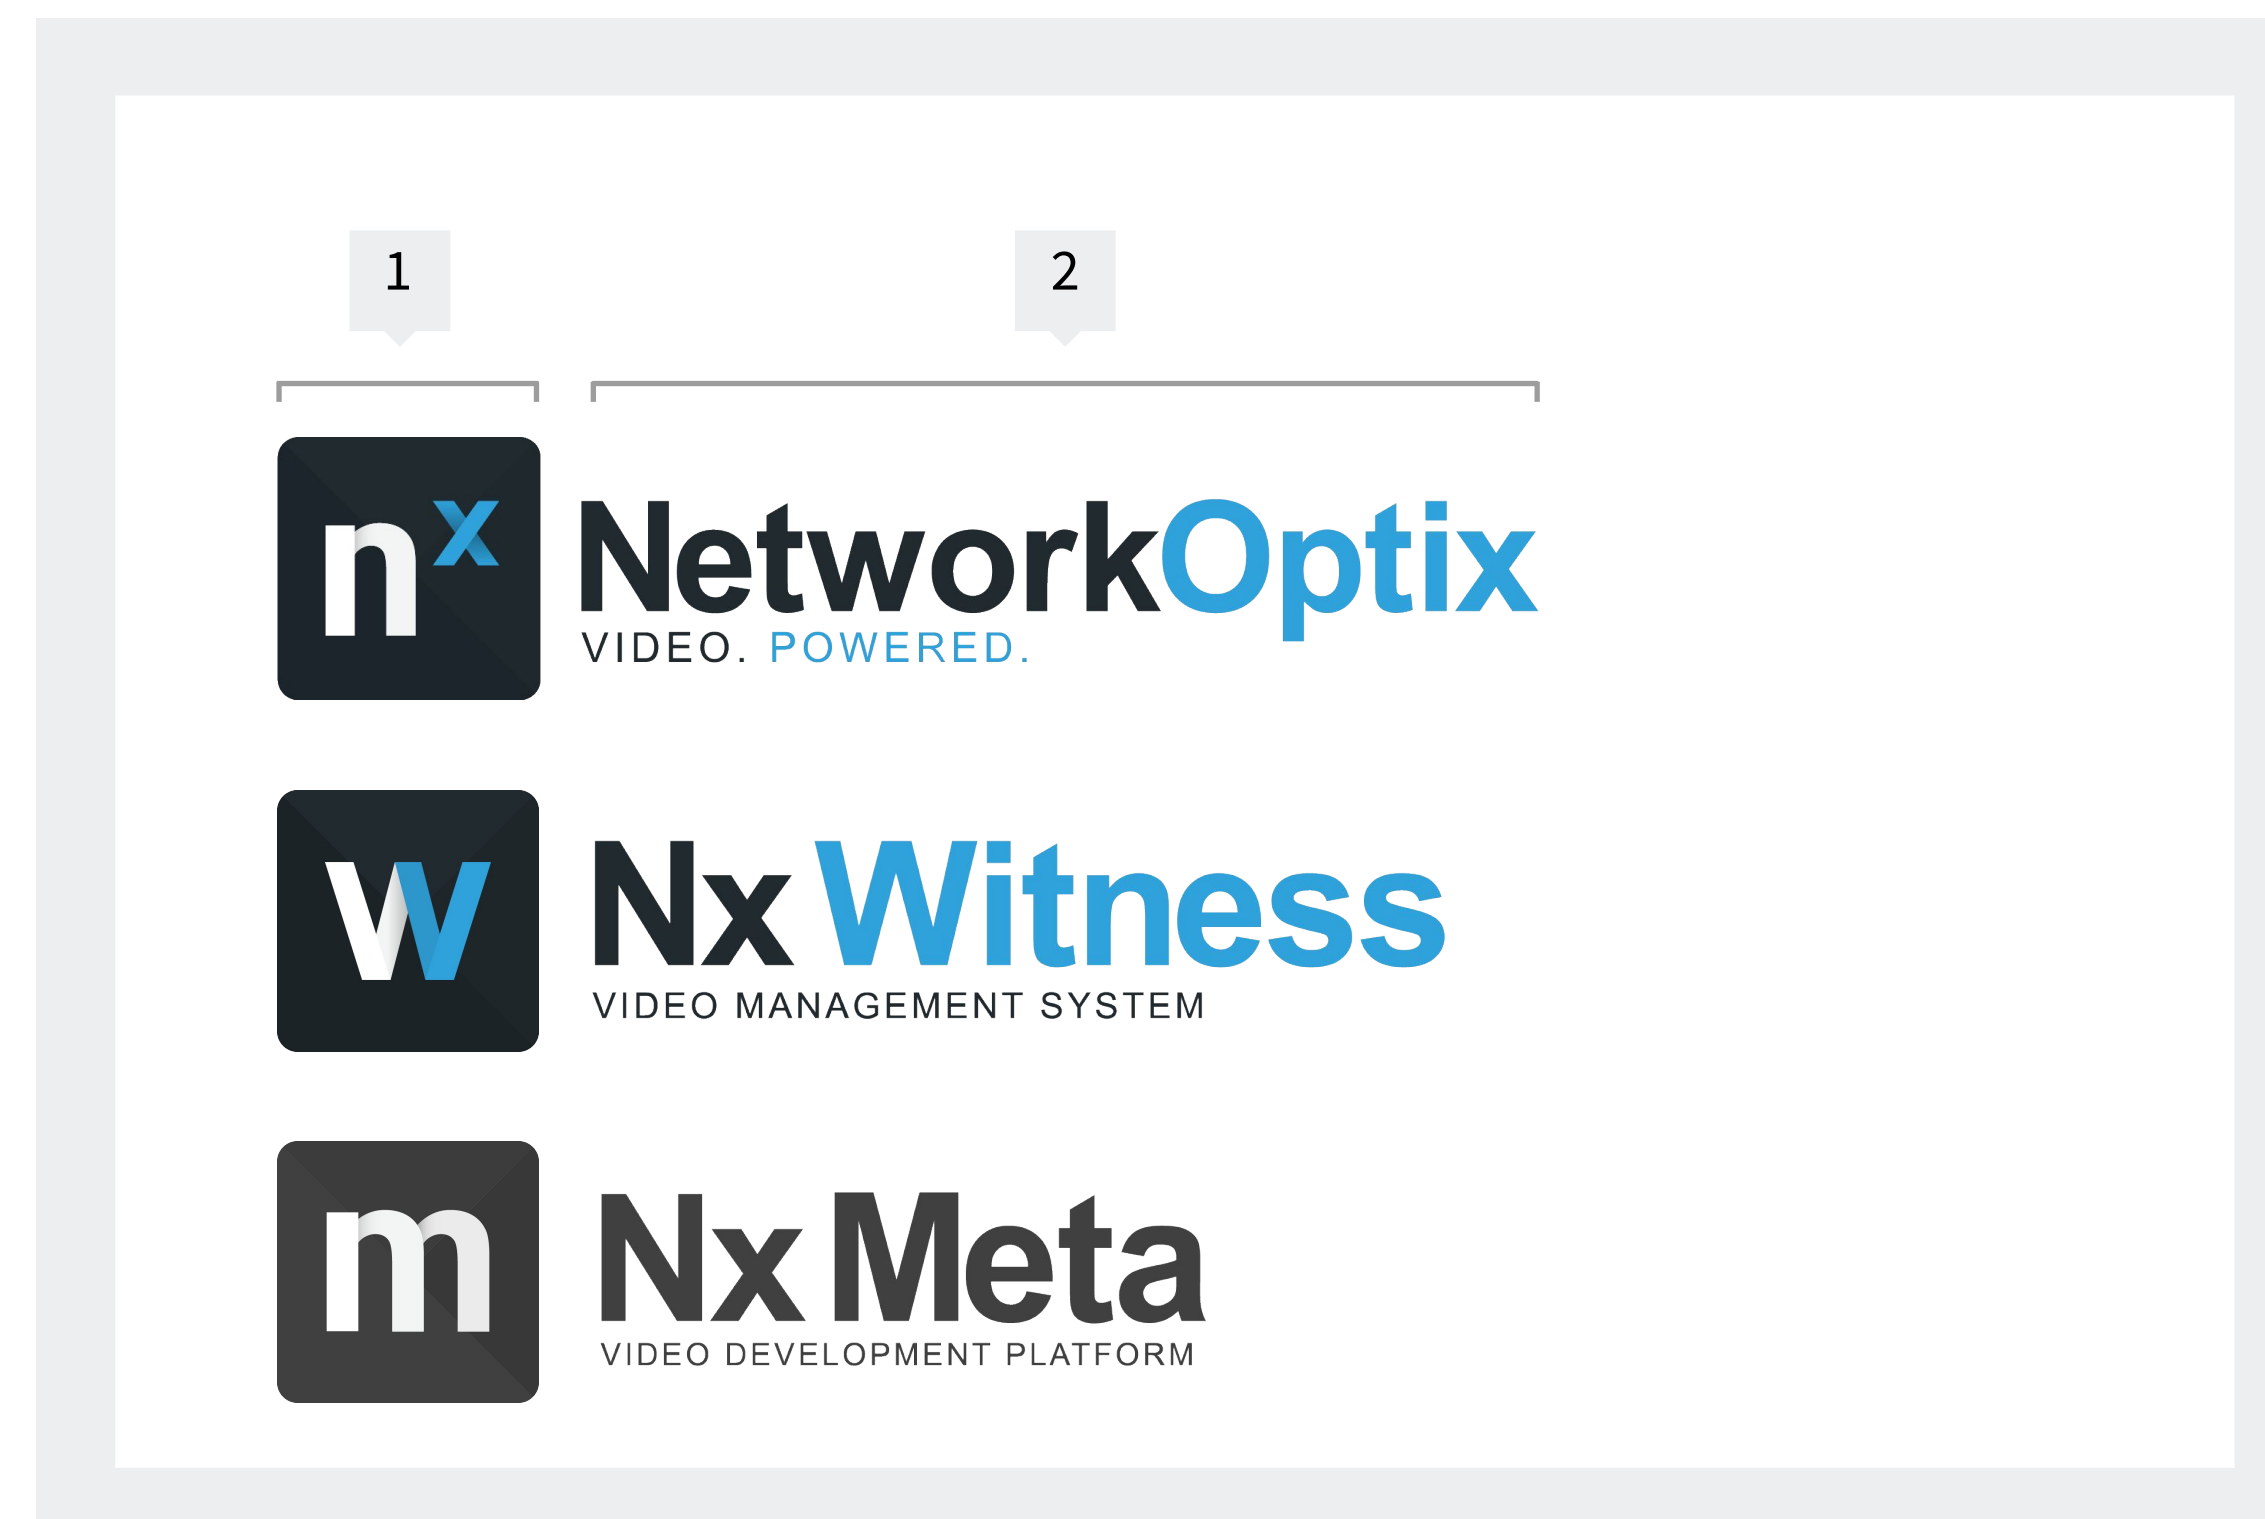 1
2
nx
NetworkOptix
VIDEO. POWERED.
w
Nx Witness
VIDEO MANAGEMENT SYSTEM
m
Nx Meta
VIDEO DEVELOPMENT PLATFORM